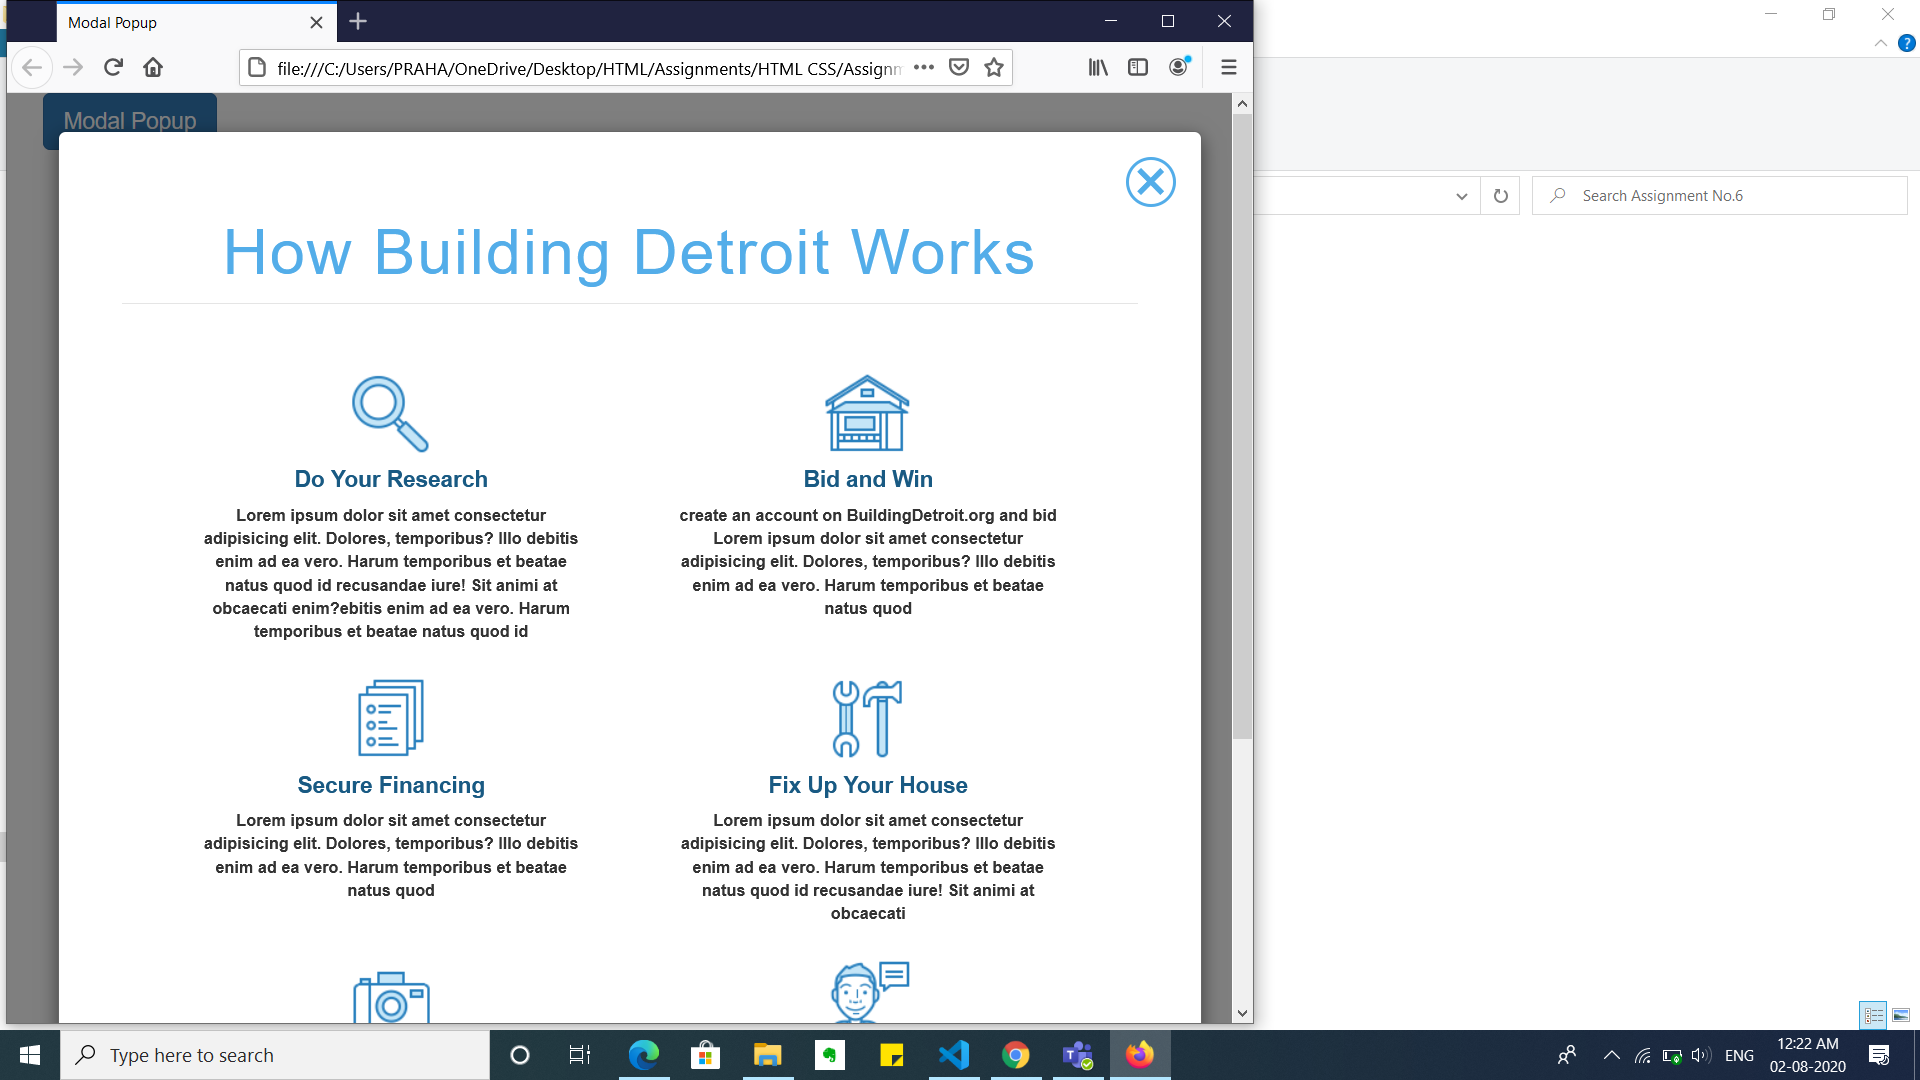 Modal Popup
file:///C:/Users/PRAHA/OneDrive/Desktop/HTML/Assignments/HTML CSS/Assignn
Modal Popup
Search Assignment No.6
How Building Detroit Works
Do Your Research
Lorem ipsum dolor sit amet consectetur
adipisicing elit. Dolores, temporibus? Illo debitis
enim ad ea vero. Harum temporibus et beatae
natus quod id recusandae iure! Sit animi at
obcaecati enim?ebitis enim ad ea vero. Harum
temporibus et beatae natus quod id
Bid and Win
create an account on BuildingDetroit.org and bid
Lorem ipsum dolor sit amet consectetur
adipisicing elit. Dolores, temporibus? Illo debitis
enim ad ea vero. Harum temporibus et beatae
natus quod
Secure Financing
Lorem ipsum dolor sit amet consectetur
adipisicing elit. Dolores, temporibus? Illo debitis
enim ad ea vero. Harum temporibus et beatae
natus quod
Fix Up Your House
Lorem ipsum dolor sit amet consectetur
adipisicing elit. Dolores, temporibus? Illo debitis
enim ad ea vero. Harum temporibus et beatae
natus quod id recusandae iure! Sit animi at
obcaecati
Type here to search
ENG
12:22 AM
02-08-2020